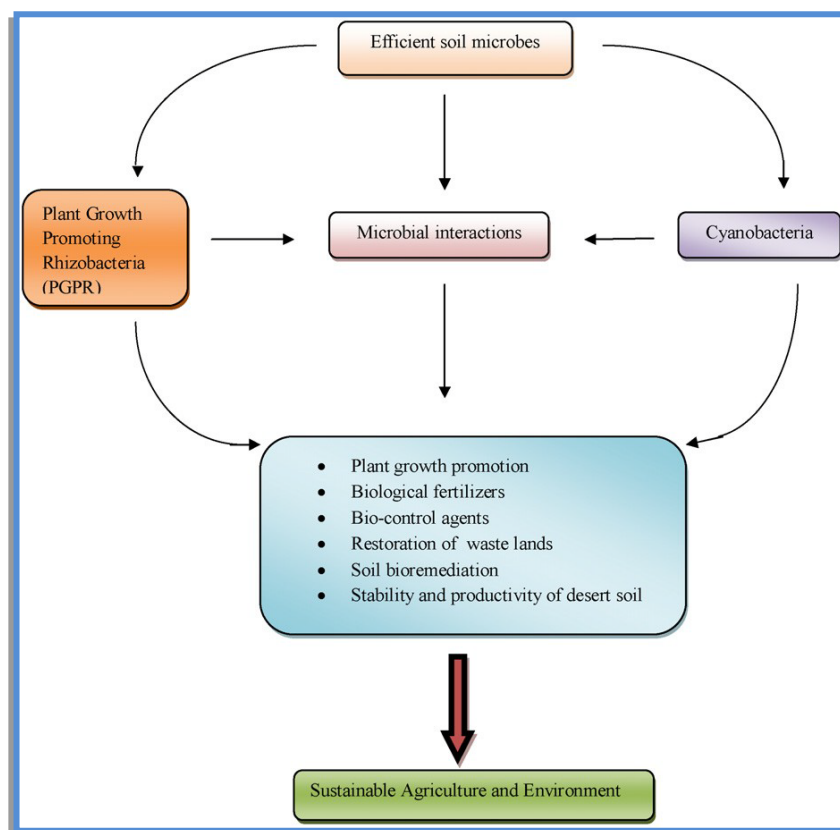 Efficient soil microbes
Plant Growth
Promoting
Rhizobacteria
(PGPR)
Microbial interactions
Cyanobacteria
• Plant growth promotion
• Biological fertilizers
• Bio-control agents
• Restoration of waste lands
• Soil bioremediation
• Stability and productivity of desert soil
Sustainable Agriculture and Environment